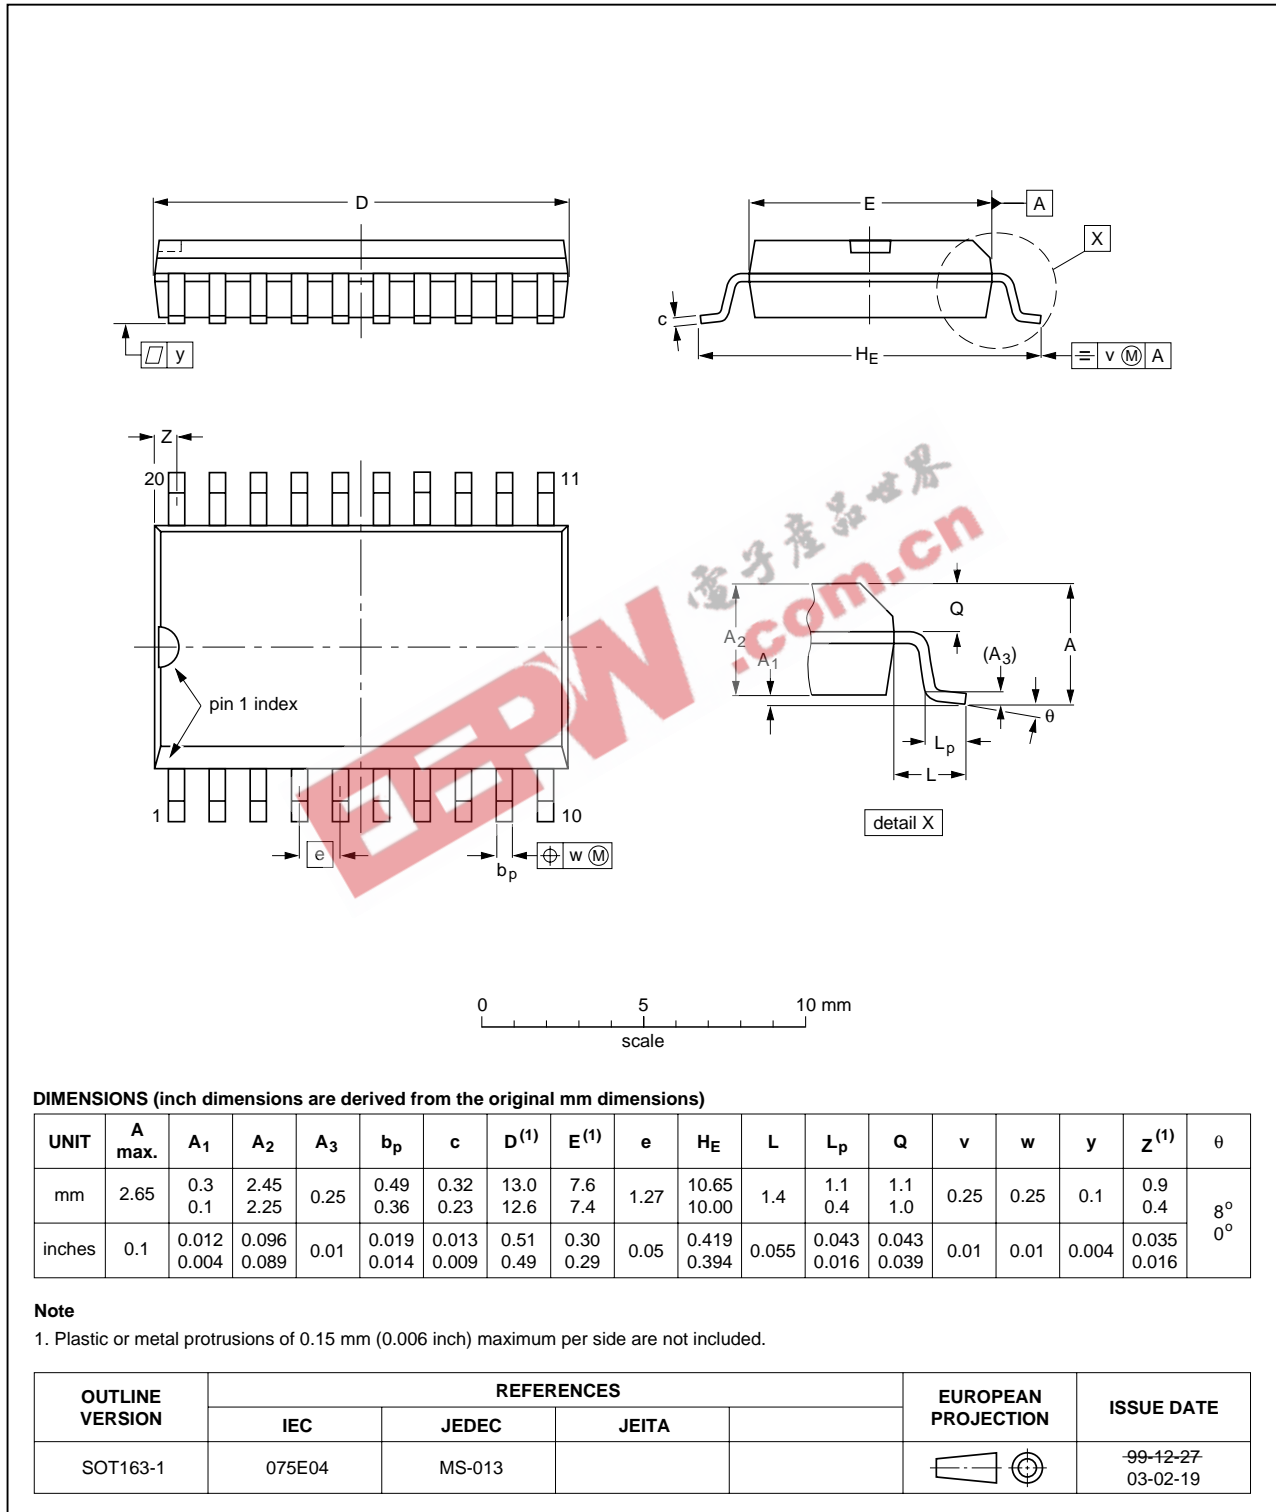 D
E
A
X
c
y
HE
v M A
Z
20
11
電子產品世界
.com.cn
EEPW
Q
A2
A1
(A3)
A
pin 1 index
θ
Lp
L
1
10
detail X
e
w M
bp
0 5 10 mm
scale
DIMENSIONS (inch dimensions are derived from the original mm dimensions)
UNIT A max. A1 A2 A3 bp c D(1) E(1) e HE L Lp Q v w y Z(1) θ
mm 2.65 0.3 0.1 2.45 2.25 0.25 0.49 0.36 0.32 0.23 13.0 12.6 7.6 7.4 1.27 10.65 10.00 1.4 1.1 0.4 1.1 1.0 0.25 0.25 0.1 0.9 0.4 8° 0°
inches 0.1 0.012 0.004 0.096 0.089 0.01 0.019 0.014 0.013 0.009 0.51 0.49 0.30 0.29 0.05 0.419 0.394 0.055 0.043 0.016 0.043 0.039 0.01 0.01 0.004 0.035 0.016
Note
1. Plastic or metal protrusions of 0.15 mm (0.006 inch) maximum per side are not included.
OUTLINE VERSION REFERENCES EUROPEAN PROJECTION ISSUE DATE
IEC JEDEC JEITA
SOT163-1 075E04 MS-013 99-12-27
03-02-19